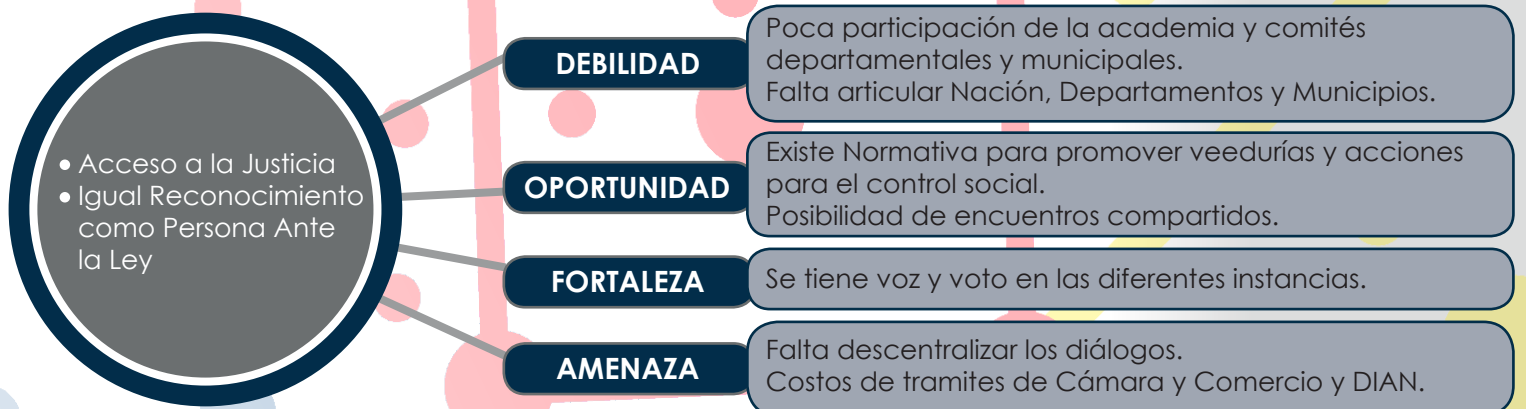 • Acceso a la Justicia
• Igual Reconocimiento
como Persona Ante
la Ley
DEBILIDAD
Poca participación de la academia y comités
departamentales y municipales.
Falta articular Nación, Departamentos y Municipios.
OPORTUNIDAD
Existe Normativa para promover veedurías y acciones
para el control social.
Posibilidad de encuentros compartidos.
FORTALEZA
Se tiene voz y voto en las diferentes instancias.
AMENAZA
Falta descentralizar los diálogos.
Costos de tramites de Cámara y Comercio y DIAN.